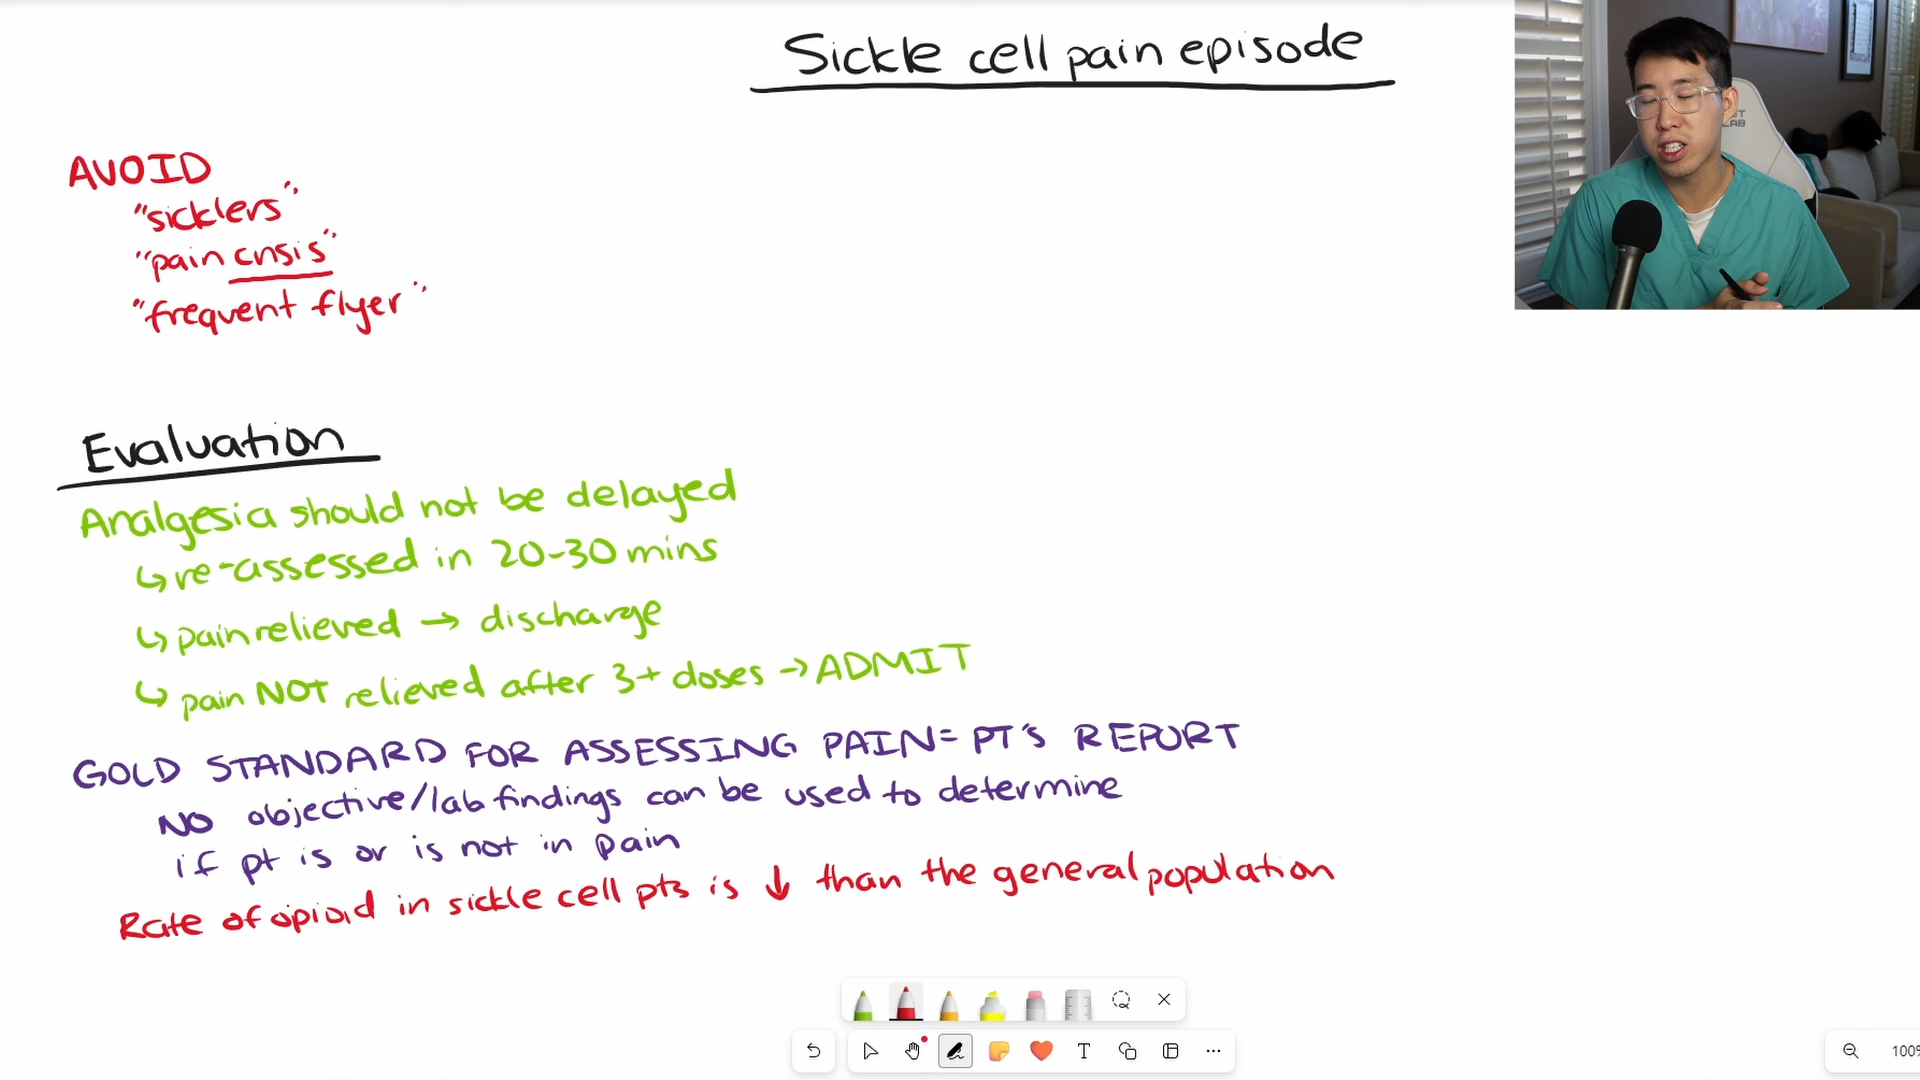 Sickle cell pain episode
AVOID
"sicklers"
"pain crisis"
"frequent flyer"
Evaluation
Analgesia should not be delayed
↳ re-assessed in 20-30 mins
↳ pain relieved → discharge
↳ pain NOT relieved after 3+ doses → ADMIT
GOLD STANDARD FOR ASSESSING PAIN = PT'S REPORT
NO objective/lab findings can be used to determine
if pt is or is not in pain
Rate of opioid in sickle cell pts is ↓ than the general population
T
100%